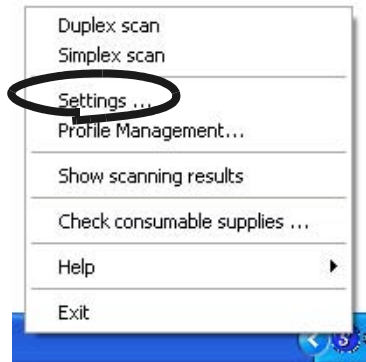 Duplex scan
Simplex scan
Settings ...
Profile Management...
Show scanning results
Check consumable supplies ...
Help
Exit
S